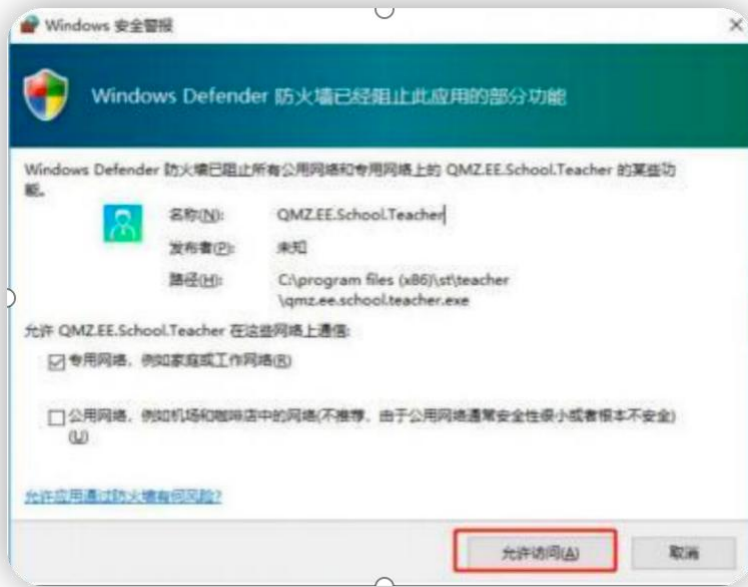 Windows 安全警报
Windows Defender 防火墙已经阻止此应用的部分功能
Windows Defender 防火墙已阻止所有公用网络和专用网络上的 QMZ.EE.School.Teacher 的某些功
能。
名称(N): QMZ.EE.School.Teacher
发布者(P): 未知
路径(H): C:\program files (x86)\st\teacher
\qmz.ee.school.teacher.exe
允许 QMZ.EE.School.Teacher 在这些网络上通信:
专用网络，例如家庭或工作网络(R)
公用网络，例如机场和咖啡店中的网络(不推荐，由于公用网络通常安全性很小或者根本不安全)
(U)
允许应用通过防火墙有何风险?
允许访问(A) 取消